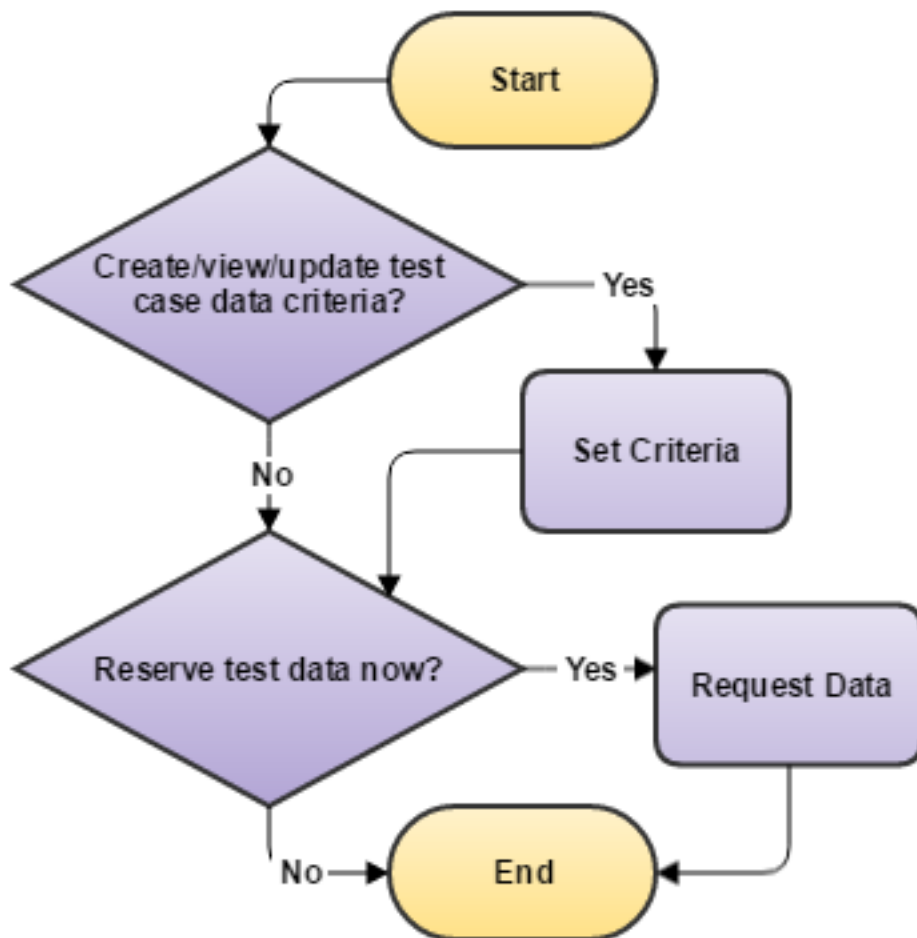 Start
Create/view/update test
case data criteria?
Yes
Set Criteria
No
Reserve test data now?
Yes
Request Data
No
End